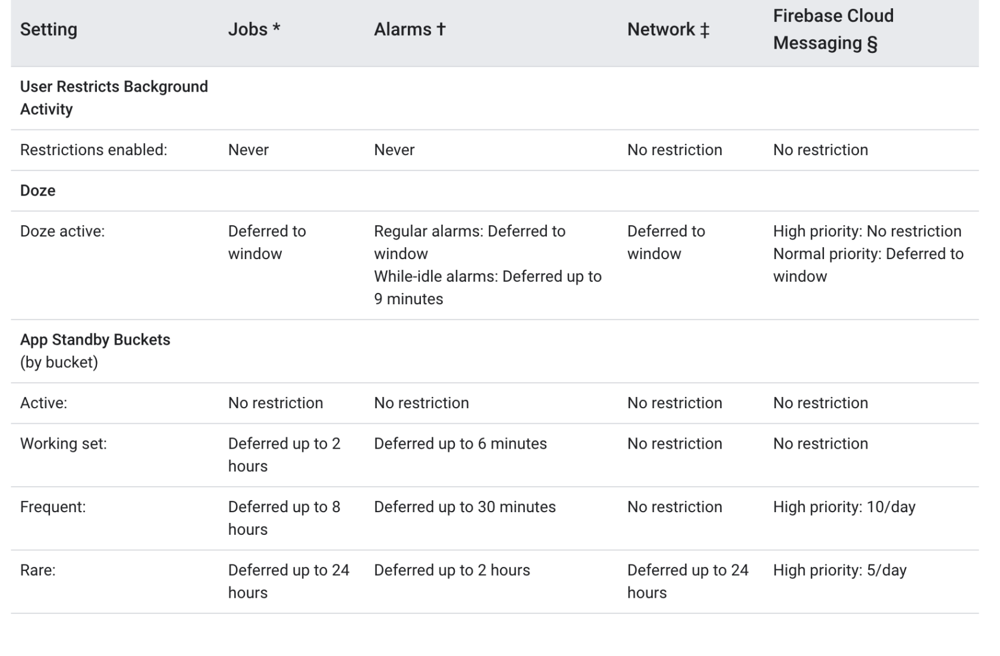 Setting
Jobs *
Alarms †
Network ‡
Firebase Cloud
Messaging §
User Restricts Background
Activity
Restrictions enabled:
Never
Never
No restriction
No restriction
Doze
Doze active:
Deferred to
window
Regular alarms: Deferred to
window
While-idle alarms: Deferred up to
9 minutes
Deferred to
window
High priority: No restriction
Normal priority: Deferred to
window
App Standby Buckets
(by bucket)
Active:
No restriction
No restriction
No restriction
No restriction
Working set:
Deferred up to 2
hours
Deferred up to 6 minutes
No restriction
No restriction
Frequent:
Deferred up to 8
hours
Deferred up to 30 minutes
No restriction
High priority: 10/day
Rare:
Deferred up to 24
hours
Deferred up to 2 hours
Deferred up to 24
hours
High priority: 5/day